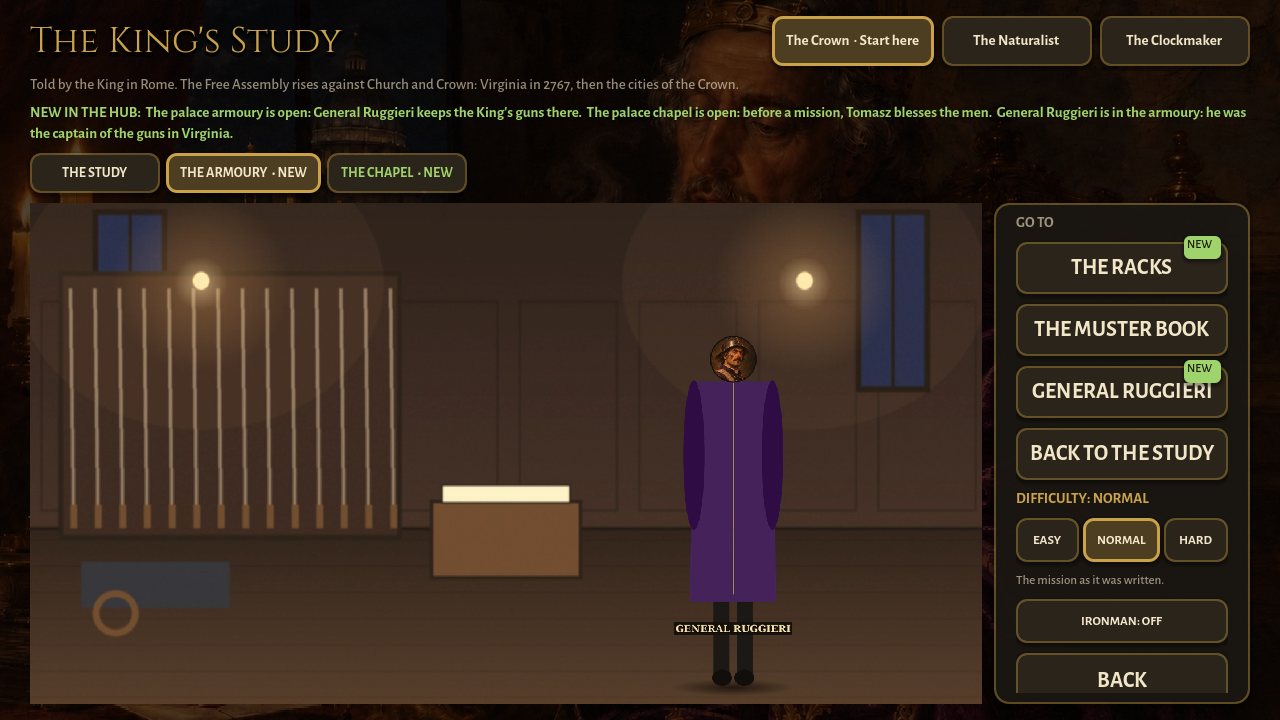 The King's Study
The Crown · Start here
The Naturalist
The Clockmaker
Told by the King in Rome. The Free Assembly rises against Church and Crown: Virginia in 2767, then the cities of the Crown.
NEW IN THE HUB: The palace armoury is open: General Ruggieri keeps the King's guns there. The palace chapel is open: before a mission, Tomasz blesses the men. General Ruggieri is in the armoury: he was
the captain of the guns in Virginia.
THE STUDY
THE ARMOURY · NEW
THE CHAPEL · NEW
GO TO
NEW
THE RACKS
THE MUSTER BOOK
NEW
GENERAL RUGGIERI
BACK TO THE STUDY
DIFFICULTY: NORMAL
EASY
NORMAL
HARD
The mission as it was written.
IRONMAN: OFF
BACK
GENERAL RUGGIERI